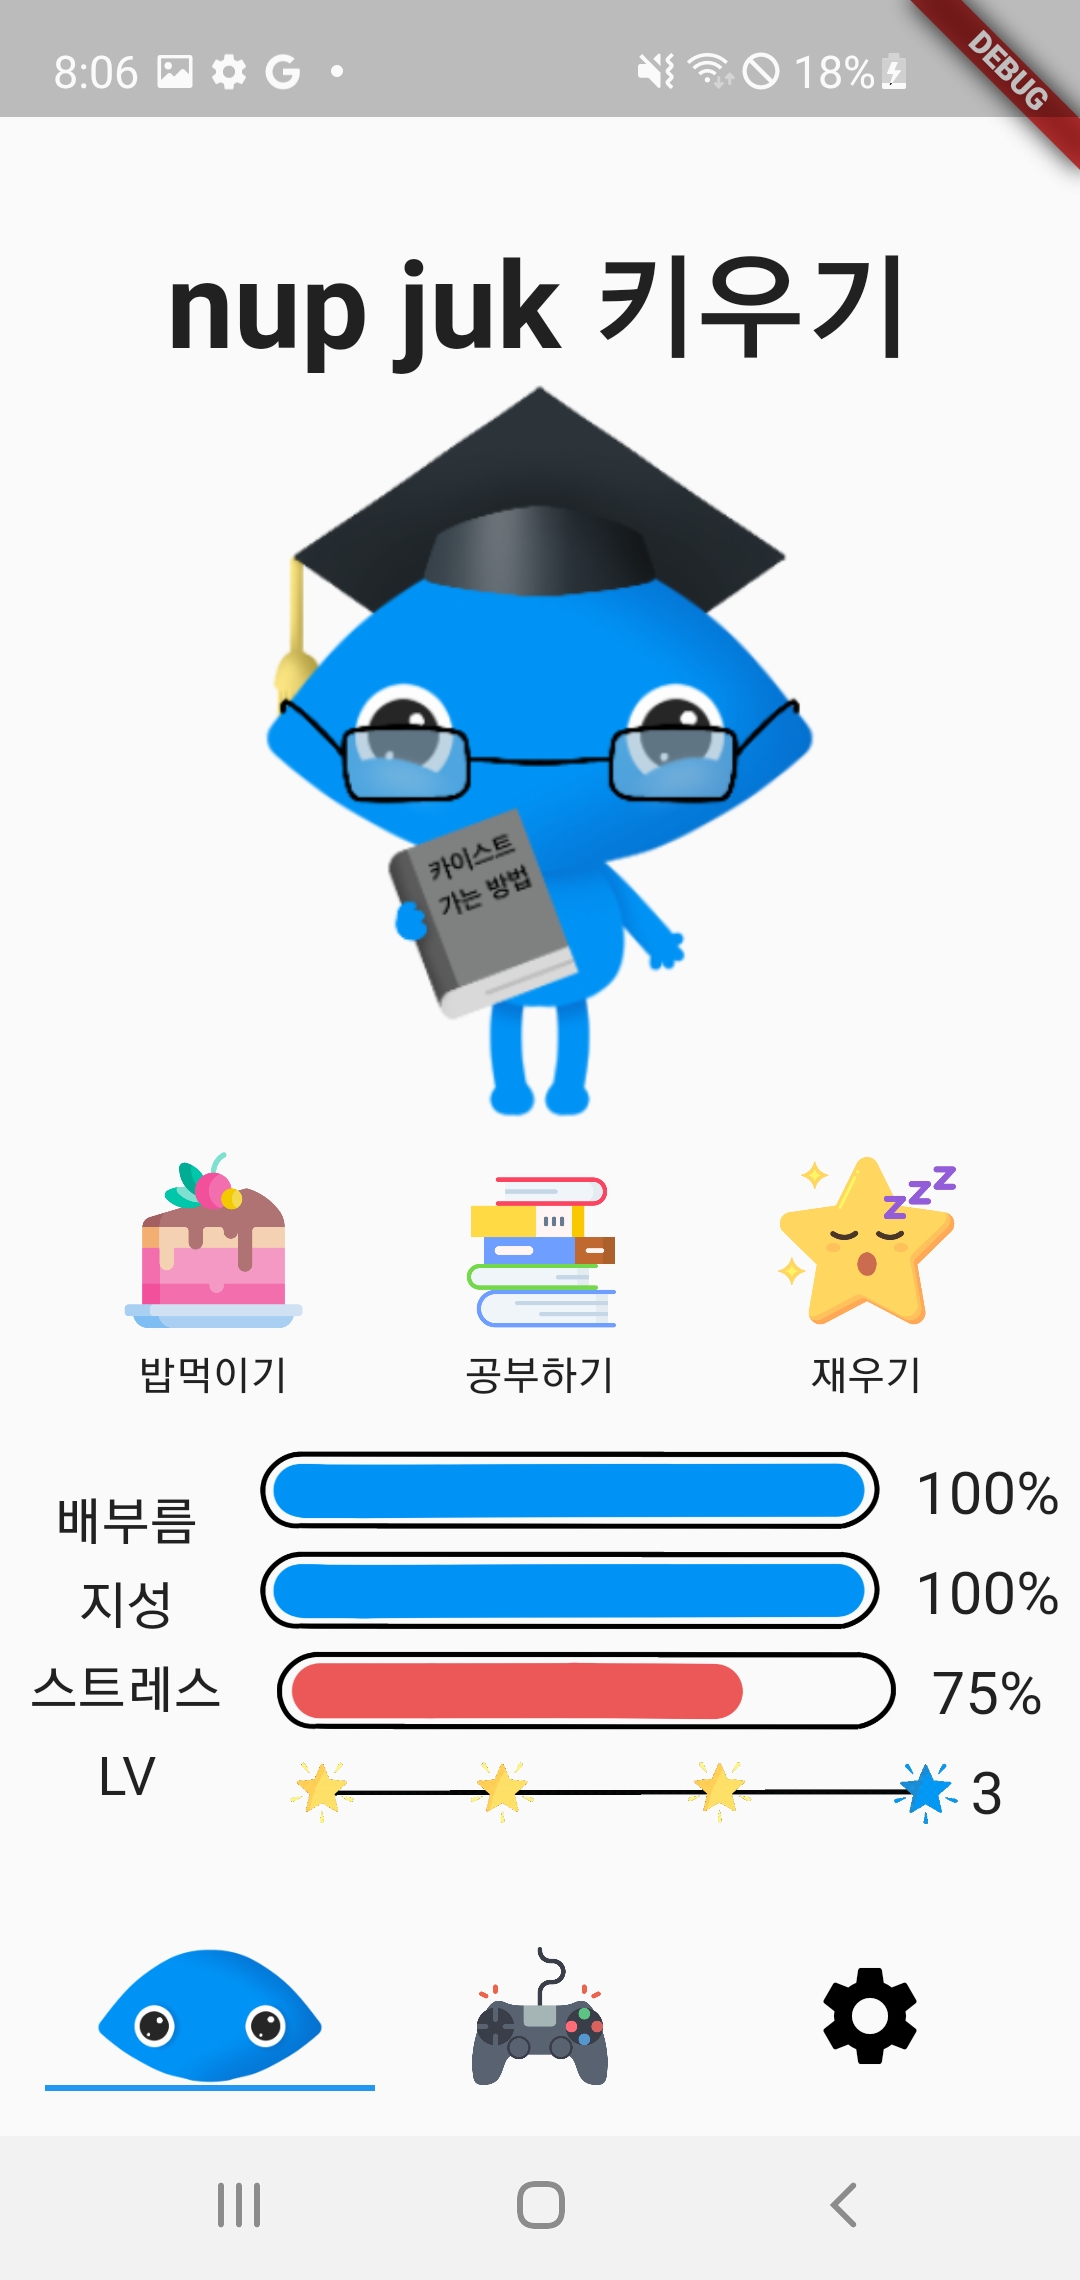 8:06
18%
DEBUG
nup juk 키우기
카이스트
가는 방법
zzz
밥먹이기 공부하기 재우기
배부름 100%
지성 100%
스트레스 75%
LV 3